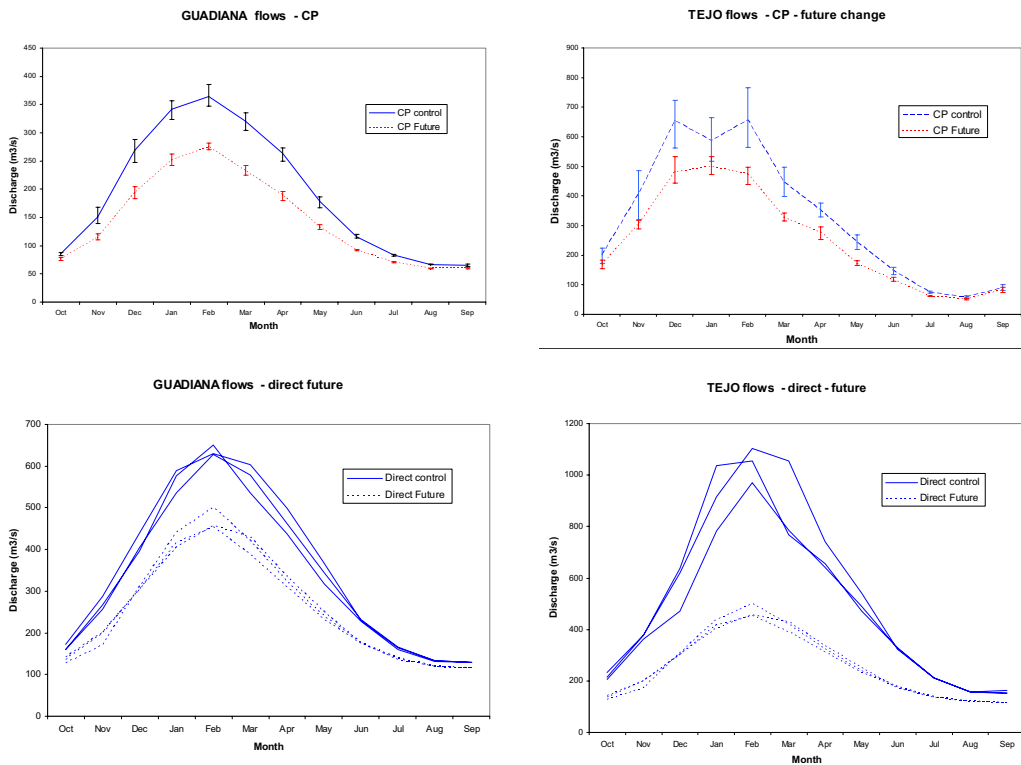 GUADIANA flows - CP
450
400
350
300
250
200
150
100
50
0
Discharge (m3/s)
CP control
CP Future
Oct Nov Dec Jan Feb Mar Apr May Jun Jul Aug Sep
Month
TEJO flows - CP - future change
900
800
700
600
500
400
300
200
100
0
Discharge (m3/s)
CP control
CP Future
Oct Nov Dec Jan Feb Mar Apr May Jun Jul Aug Sep
Month
GUADIANA flows - direct future
700
600
500
400
300
200
100
0
Discharge (m3/s)
Direct control
Direct Future
Oct Nov Dec Jan Feb Mar Apr May Jun Jul Aug Sep
Month
TEJO flows - direct - future
1200
1000
800
600
400
200
0
Discharge (m3/s)
Direct control
Direct Future
Oct Nov Dec Jan Feb Mar Apr May Jun Jul Aug Sep
Month